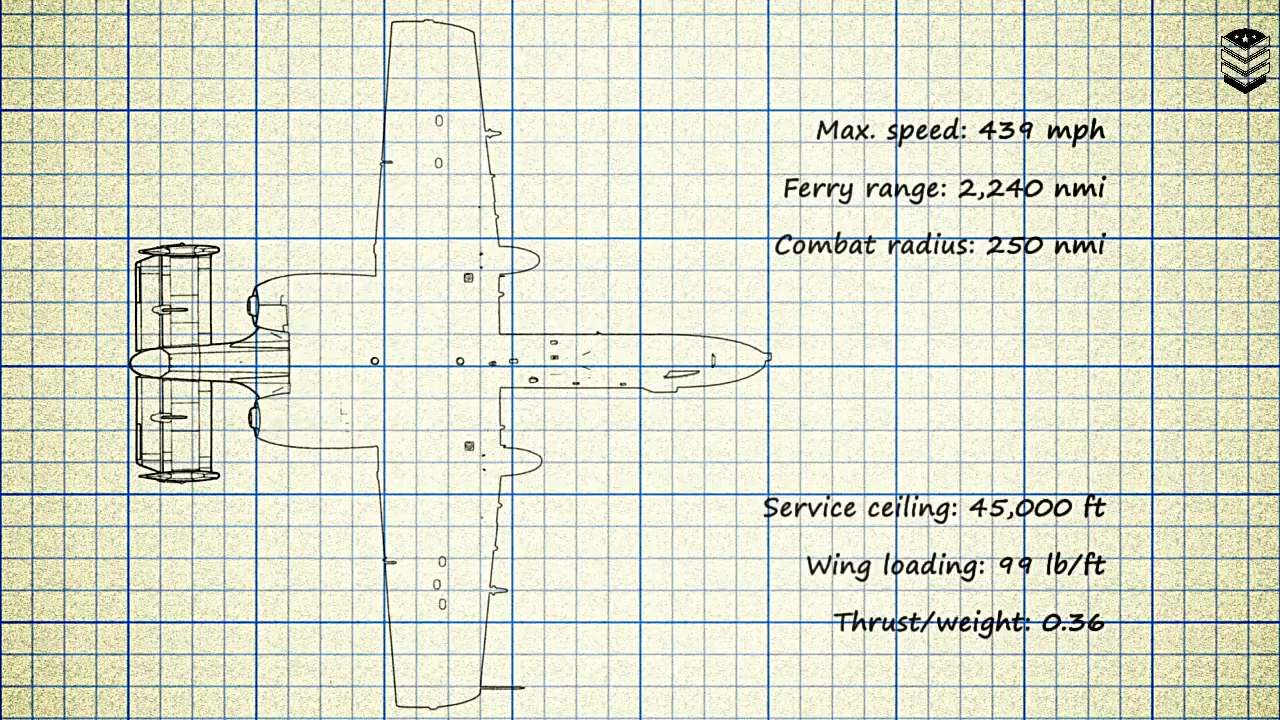 Max. speed: 439 mph
Ferry range: 2,240 nmi
Combat radius: 250 nmi
Service ceiling: 45,000 ft
Wing loading: 99 lb/ft
Thrust/weight: 0.36